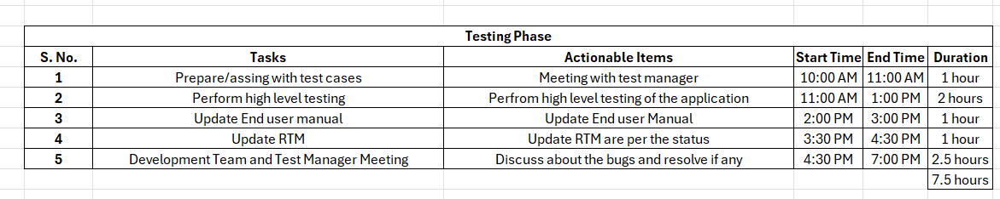 Testing Phase
S. No. Tasks Actionable Items Start Time End Time Duration
1 Prepare/assing with test cases Meeting with test manager 10:00 AM 11:00 AM 1 hour
2 Perform high level testing Perfrom high level testing of the application 11:00 AM 1:00 PM 2 hours
3 Update End user manual Update End user Manual 2:00 PM 3:00 PM 1 hour
4 Update RTM Update RTM are per the status 3:30 PM 4:30 PM 1 hour
5 Development Team and Test Manager Meeting Discuss about the bugs and resolve if any 4:30 PM 7:00 PM 2.5 hours
7.5 hours